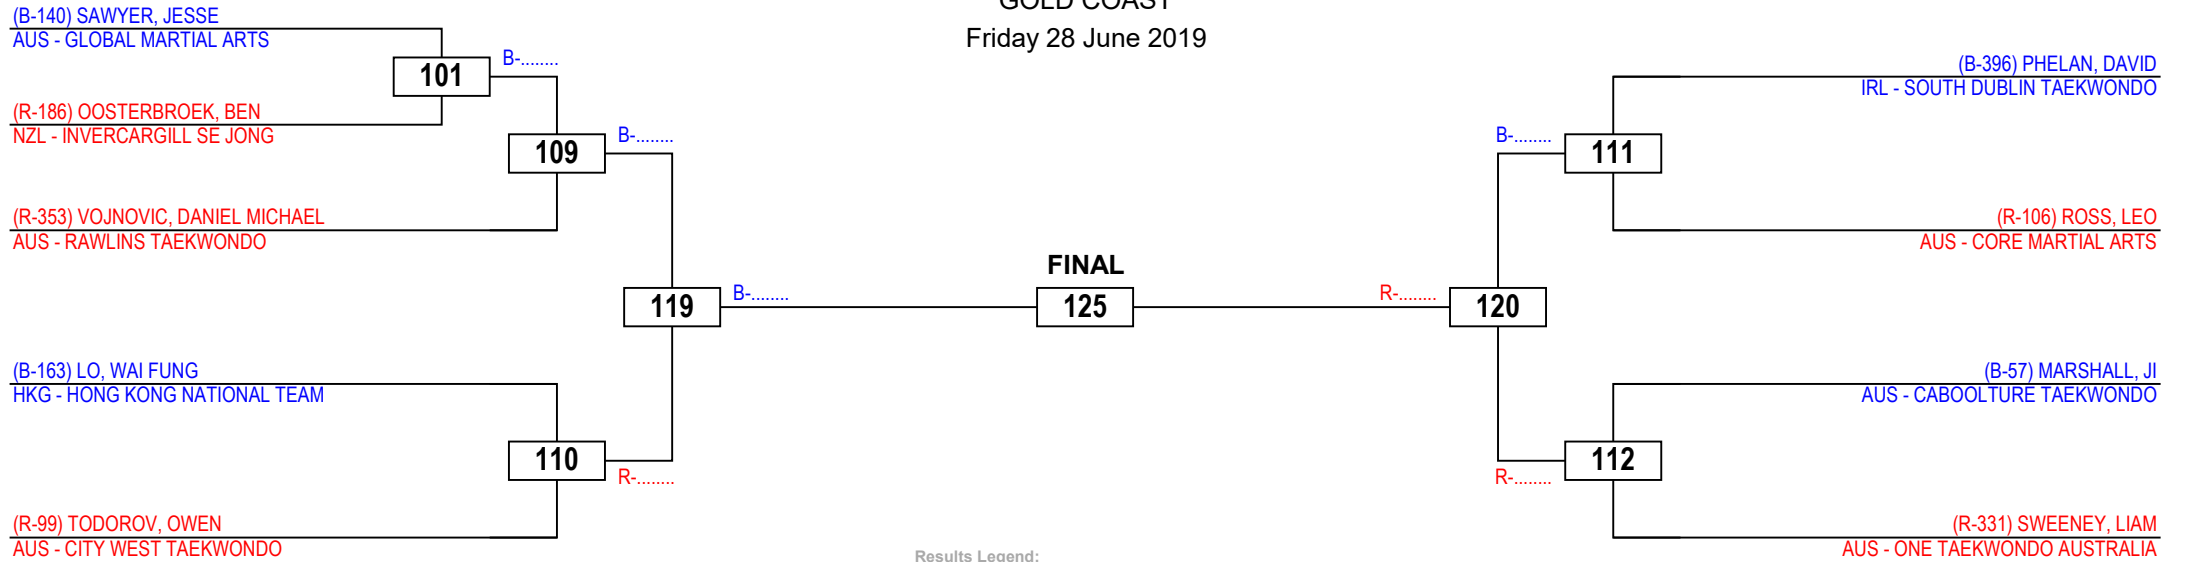 GOLD COAST
Friday 28 June 2019
(B-140) SAWYER, JESSE
AUS - GLOBAL MARTIAL ARTS
101
B-........
(R-186) OOSTERBROEK, BEN
NZL - INVERCARGILL SE JONG
109
B-........
(R-353) VOJNOVIC, DANIEL MICHAEL
AUS - RAWLINS TAEKWONDO
119
B-........
(B-163) LO, WAI FUNG
HKG - HONG KONG NATIONAL TEAM
110
R-........
(R-99) TODOROV, OWEN
AUS - CITY WEST TAEKWONDO
FINAL
125
(B-396) PHELAN, DAVID
IRL - SOUTH DUBLIN TAEKWONDO
B-........
111
(R-106) ROSS, LEO
AUS - CORE MARTIAL ARTS
R-........
120
(B-57) MARSHALL, JI
AUS - CABOOLTURE TAEKWONDO
R-........
112
(R-331) SWEENEY, LIAM
AUS - ONE TAEKWONDO AUSTRALIA
Results Legend: